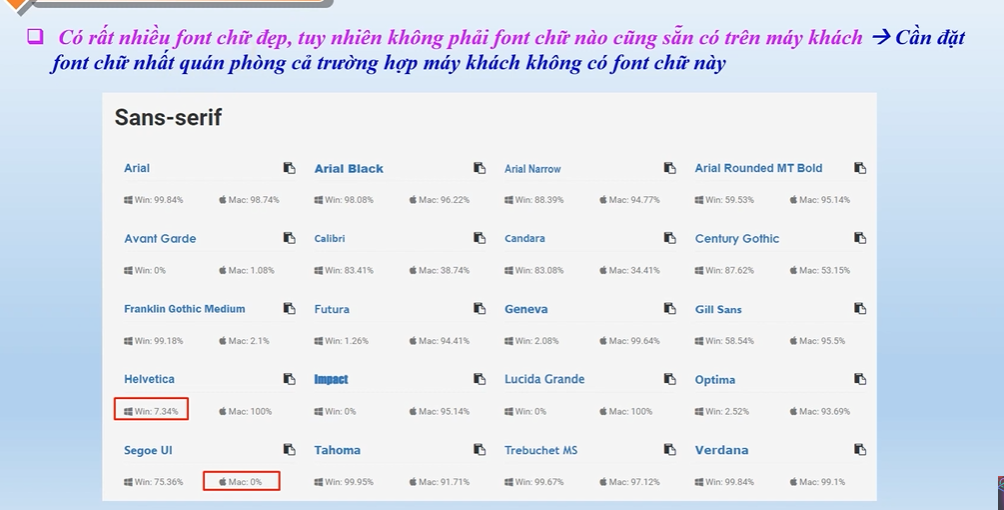 Có rất nhiều font chữ đẹp, tuy nhiên không phải font chữ nào cũng sẵn có trên máy khách → Cần đặt
font chữ nhất quán phòng cả trường hợp máy khách không có font chữ này
Sans-serif
Arial Arial Black Arial Narrow Arial Rounded MT Bold
Win: 99.84% Mac: 98.74% Win: 98.08% Mac: 96.22% Win: 88.39% Mac: 94.77% Win: 59.53% Mac: 95.14%
Avant Garde Calibri Candara Century Gothic
Win: 0% Mac: 1.08% Win: 83.41% Mac: 38.74% Win: 83.08% Mac: 34.41% Win: 87.62% Mac: 53.15%
Franklin Gothic Medium Futura Geneva Gill Sans
Win: 99.18% Mac: 2.1% Win: 1.26% Mac: 94.41% Win: 2.08% Mac: 99.64% Win: 58.54% Mac: 95.5%
Helvetica Impact Lucida Grande Optima
Win: 7.34% Mac: 100% Win: 0% Mac: 95.14% Win: 0% Mac: 100% Win: 2.52% Mac: 93.69%
Segoe UI Tahoma Trebuchet MS Verdana
Win: 75.36% Mac: 0% Win: 99.95% Mac: 91.71% Win: 99.67% Mac: 97.12% Win: 99.84% Mac: 99.1%